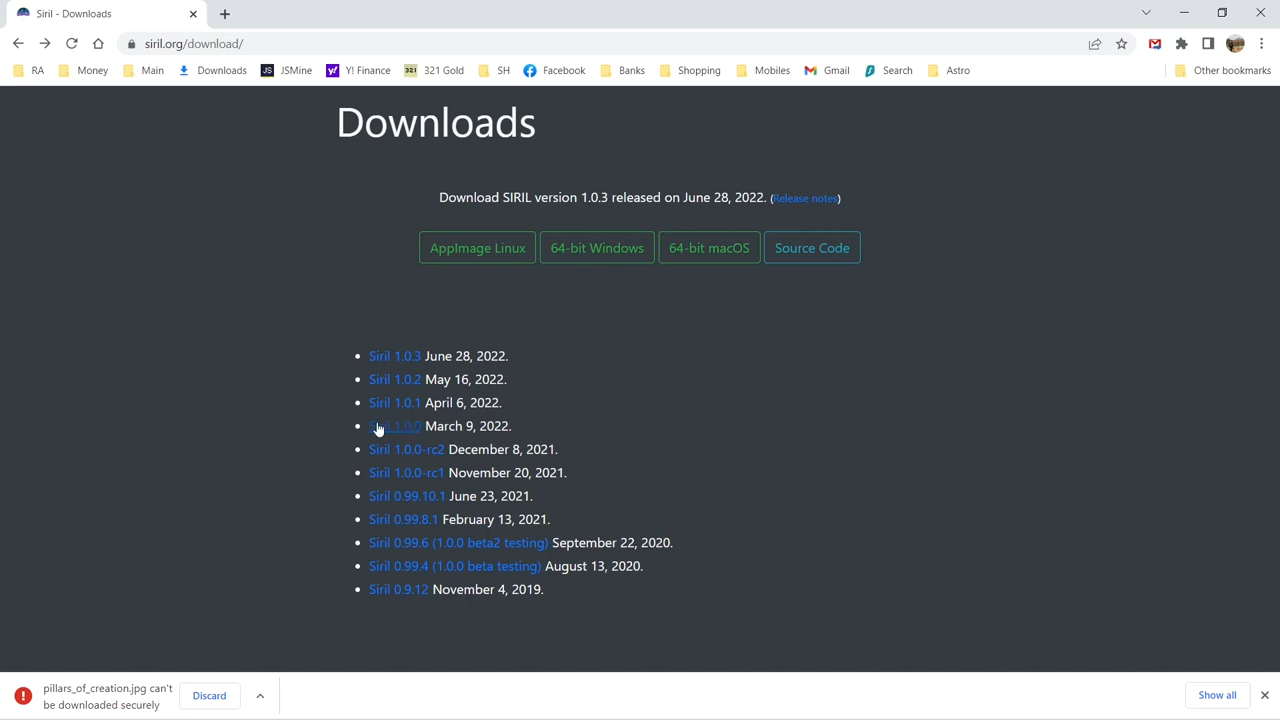 Siril - Downloads
siril.org/download/
RA Money Main Downloads JSMine Y! Finance 321 Gold SH Facebook Banks Shopping Mobiles Gmail Search Astro Other bookmarks
Downloads
Download SIRIL version 1.0.3 released on June 28, 2022. (Release notes)
AppImage Linux 64-bit Windows 64-bit macOS Source Code
Siril 1.0.3 June 28, 2022.
Siril 1.0.2 May 16, 2022.
Siril 1.0.1 April 6, 2022.
Siril 1.0.0 March 9, 2022.
Siril 1.0.0-rc2 December 8, 2021.
Siril 1.0.0-rc1 November 20, 2021.
Siril 0.99.10.1 June 23, 2021.
Siril 0.99.8.1 February 13, 2021.
Siril 0.99.6 (1.0.0 beta2 testing) September 22, 2020.
Siril 0.99.4 (1.0.0 beta testing) August 13, 2020.
Siril 0.9.12 November 4, 2019.
pillars_of_creation.jpg can't
be downloaded securely
Discard
Show all